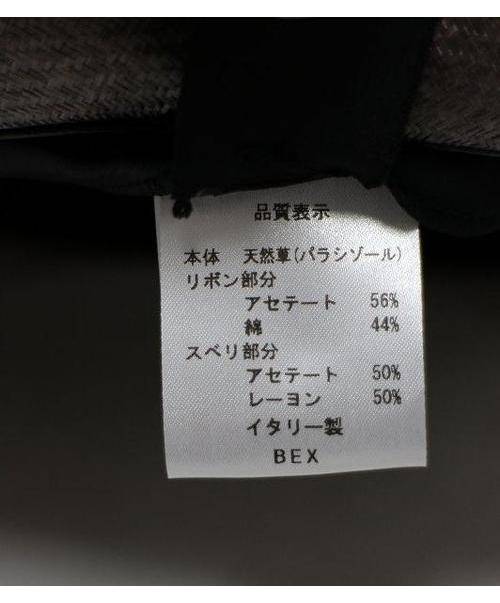 品質表示
本体 天然草(パラシゾール)
リボン部分
アセテート 56%
綿 44%
スベリ部分
アセテート 50%
レーヨン 50%
イタリー製
BEX